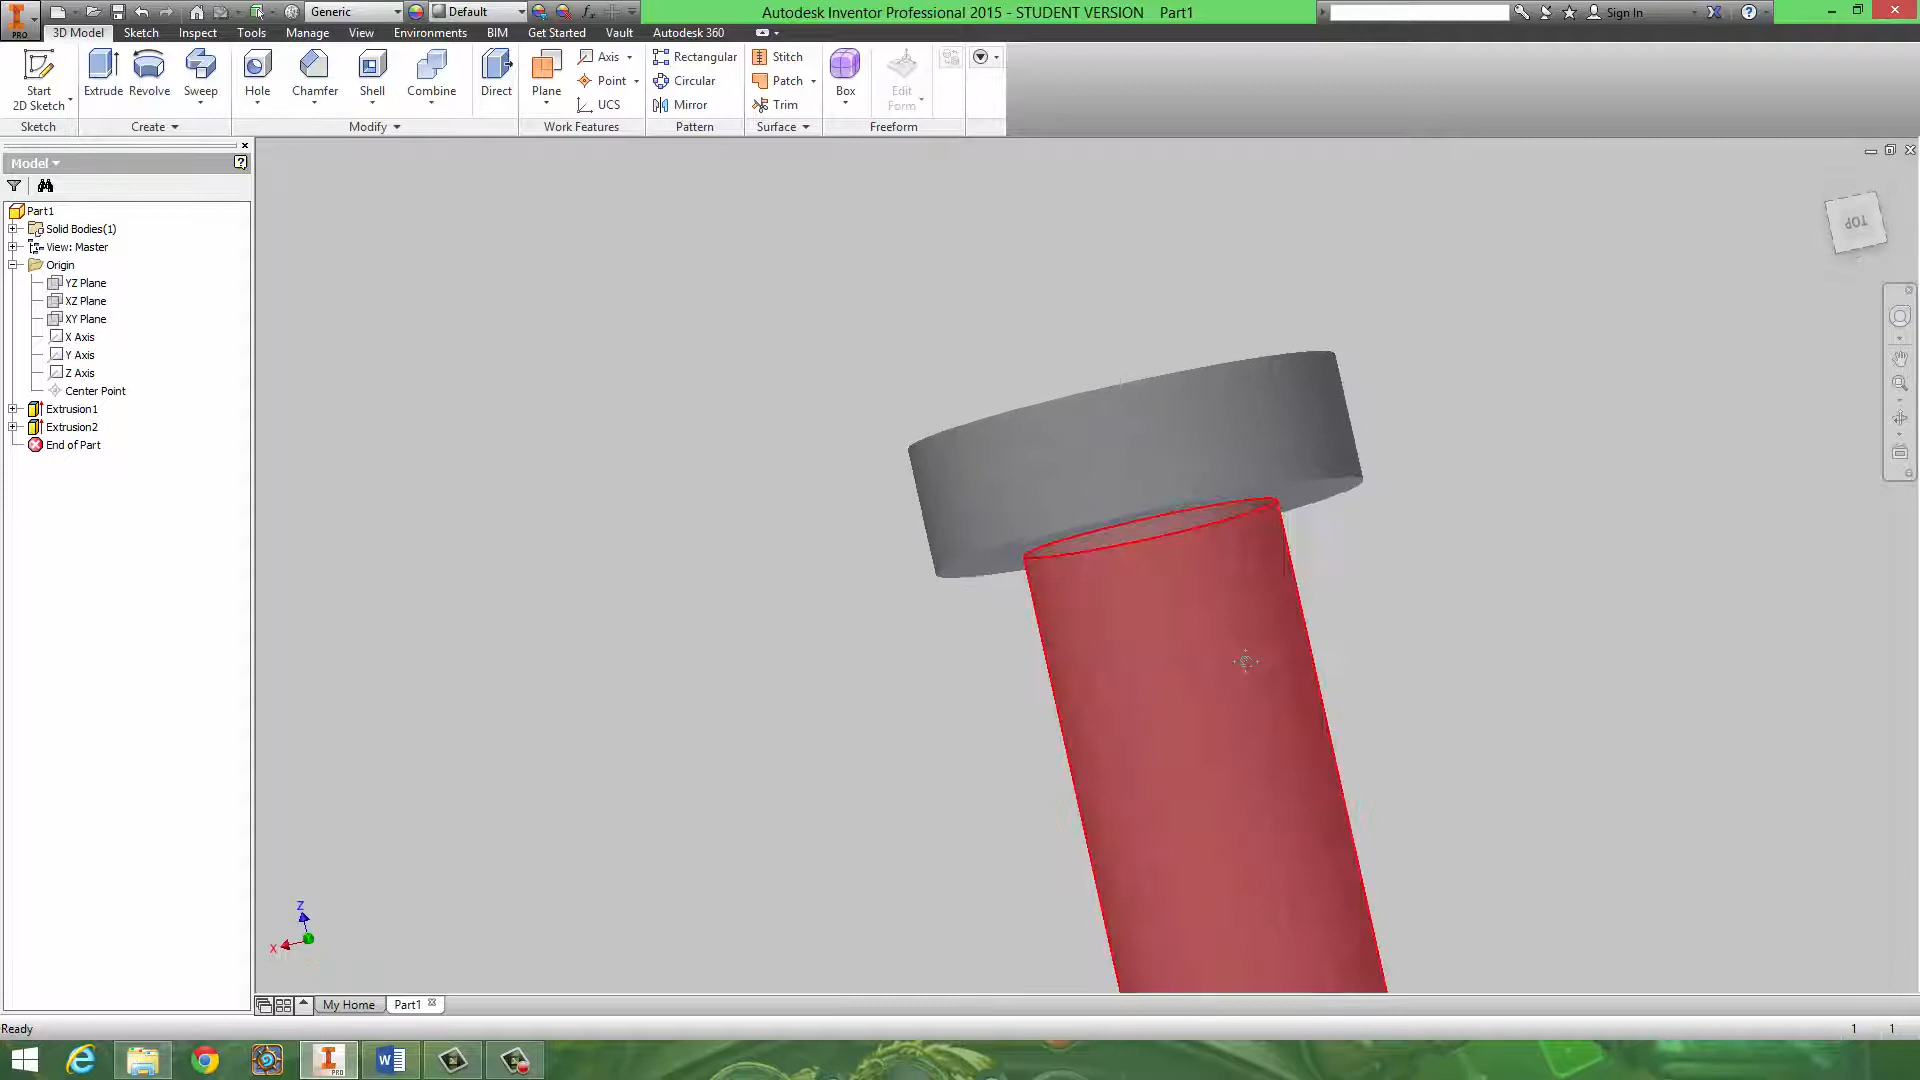 Generic
Default
Autodesk Inventor Professional 2015 - STUDENT VERSION Part1
Sign In
PRO
3D Model Sketch Inspect Tools Manage View Environments BIM Get Started Vault Autodesk 360
Start
2D Sketch
Extrude Revolve Sweep
Hole Chamfer Shell Combine
Direct
Plane
Axis
Point
UCS
Rectangular
Circular
Mirror
Stitch
Patch
Trim
Box
Edit
Form
Sketch Create Modify Work Features Pattern Surface Freeform
Model
Part1
Solid Bodies(1)
View: Master
Origin
YZ Plane
XZ Plane
XY Plane
X Axis
Y Axis
Z Axis
Center Point
Extrusion1
Extrusion2
End of Part
TOP
Z
X
My Home Part1
Ready
1 1
PRO